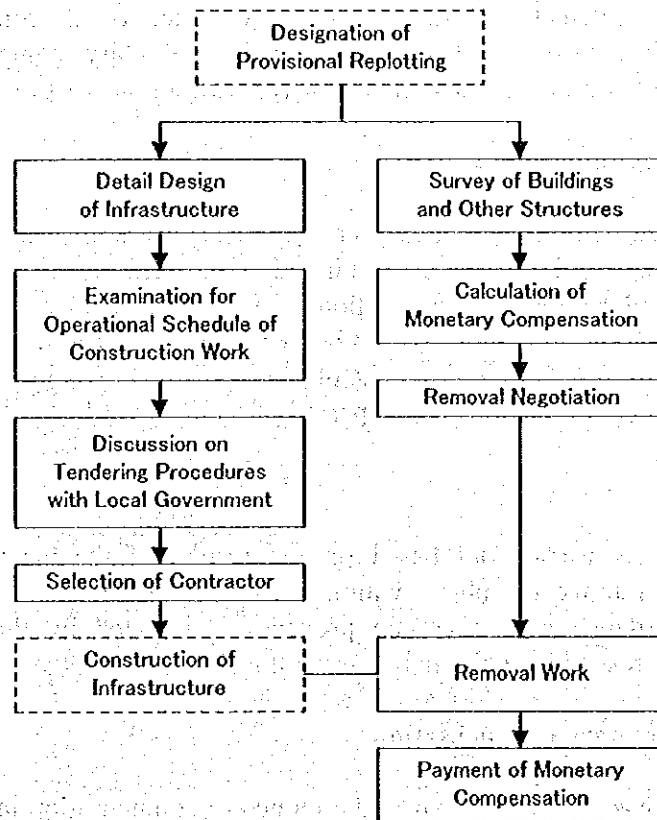 Designation of
Provisional Replotting
Detail Design
of Infrastructure
Survey of Buildings
and Other Structures
Examination for
Operational Schedule of
Construction Work
Calculation of
Monetary Compensation
Removal Negotiation
Discussion on
Tendering Procedures
with Local Government
Selection of Contractor
Construction of
Infrastructure
Removal Work
Payment of Monetary
Compensation